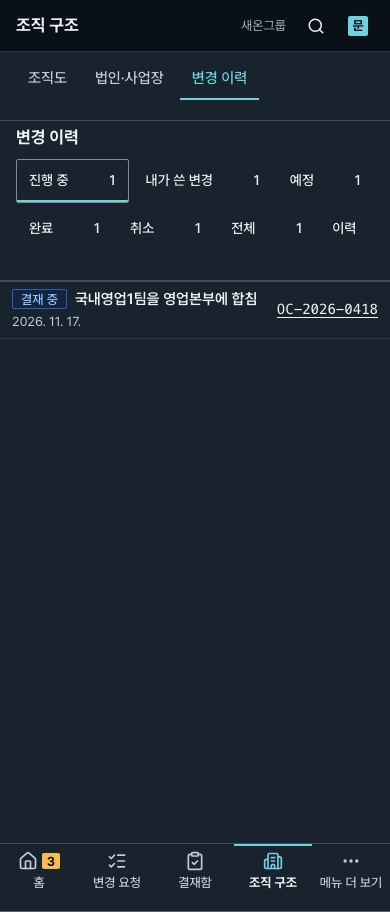 조직 구조 새온그룹 문
조직도 법인·사업장 변경 이력
변경 이력
진행 중 1 내가 쓴 변경 1 예정 1
완료 1 취소 1 전체 1 이력
결재 중 국내영업1팀을 영업본부에 합침
OC-2026-0418
2026. 11. 17.
3
홈 변경 요청 결재함 조직 구조 메뉴 더 보기